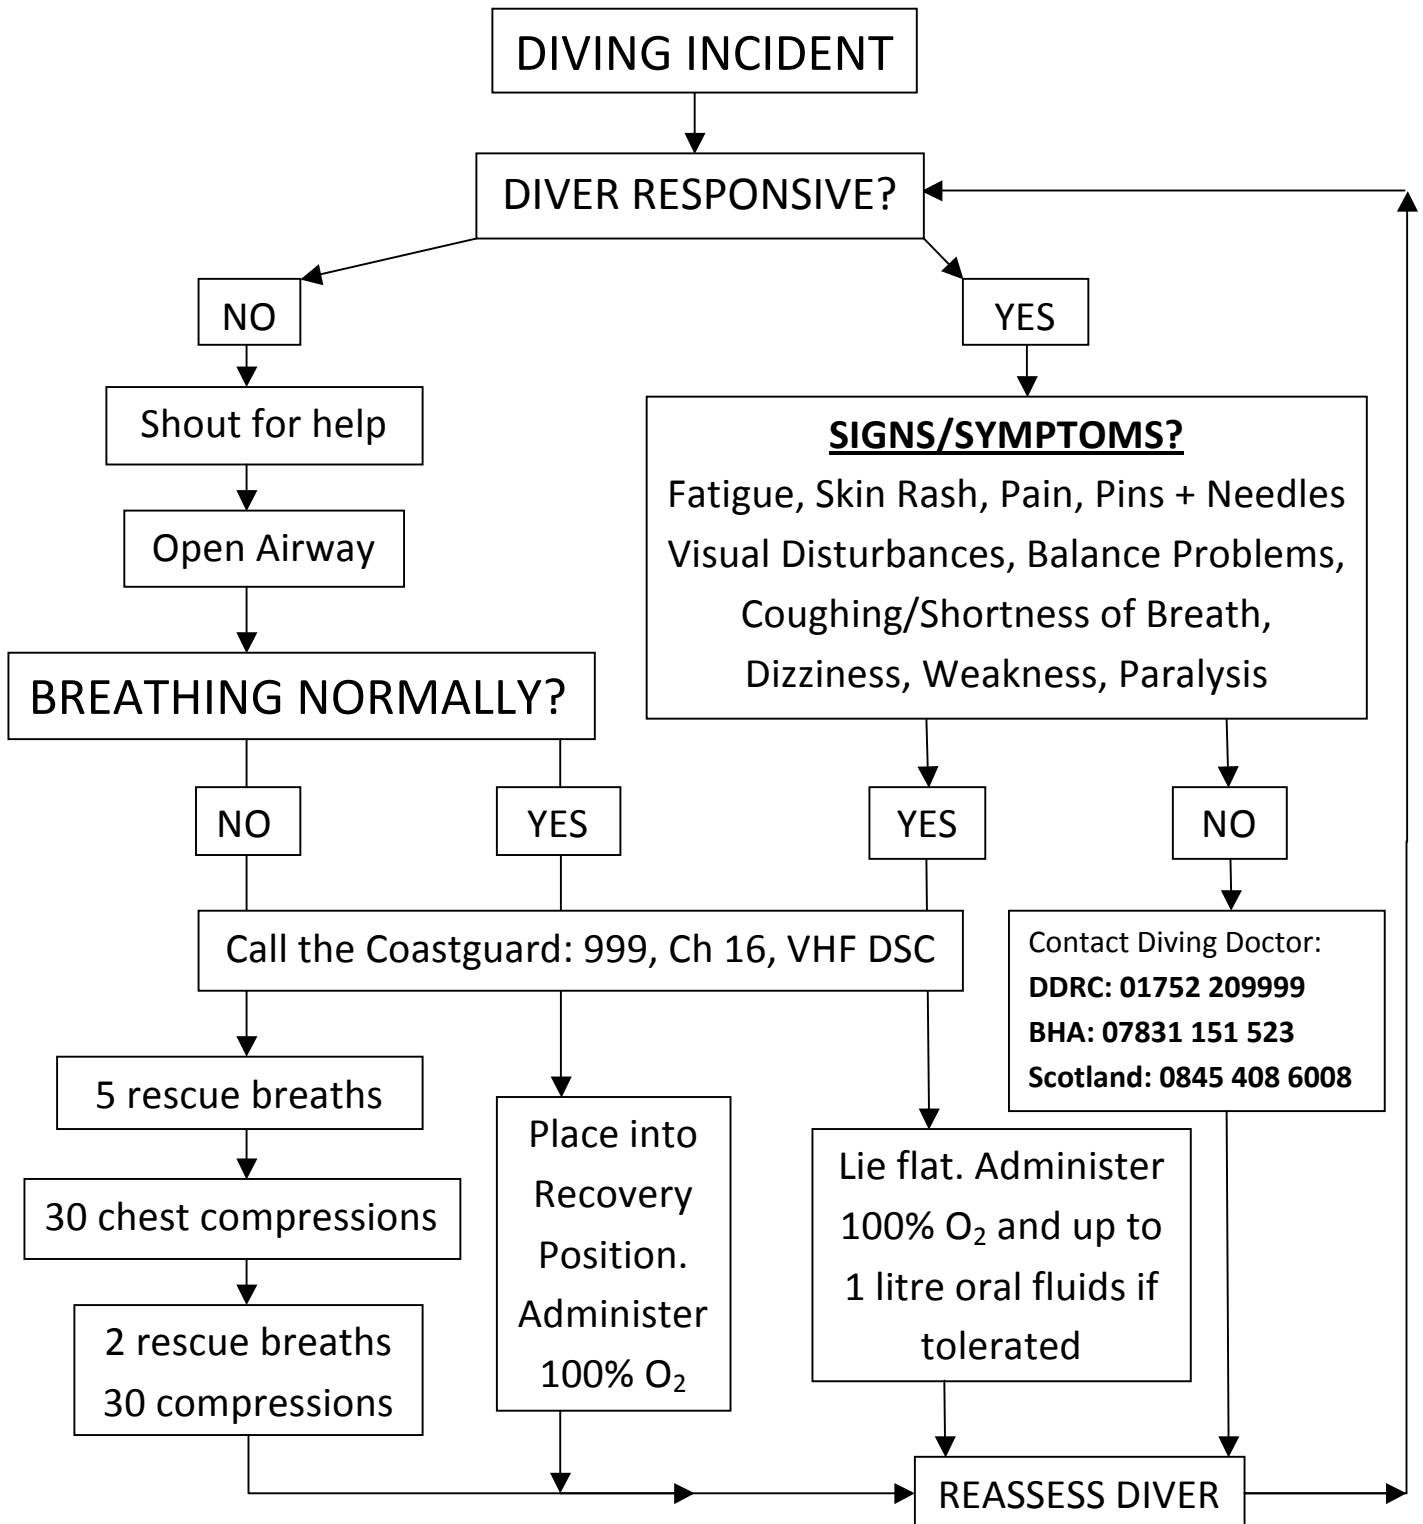 DIVING INCIDENT
DIVER RESPONSIVE?
NO
YES
Shout for help
Open Airway
BREATHING NORMALLY?
SIGNS/SYMPTOMS?
Fatigue, Skin Rash, Pain, Pins + Needles
Visual Disturbances, Balance Problems,
Coughing/Shortness of Breath,
Dizziness, Weakness, Paralysis
NO
YES
YES
NO
Call the Coastguard: 999, Ch 16, VHF DSC
Contact Diving Doctor:
DDRC: 01752 209999
BHA: 07831 151 523
Scotland: 0845 408 6008
5 rescue breaths
30 chest compressions
2 rescue breaths
30 compressions
Place into
Recovery
Position.
Administer
100% O₂
Lie flat. Administer
100% O₂ and up to
1 litre oral fluids if
tolerated
REASSESS DIVER